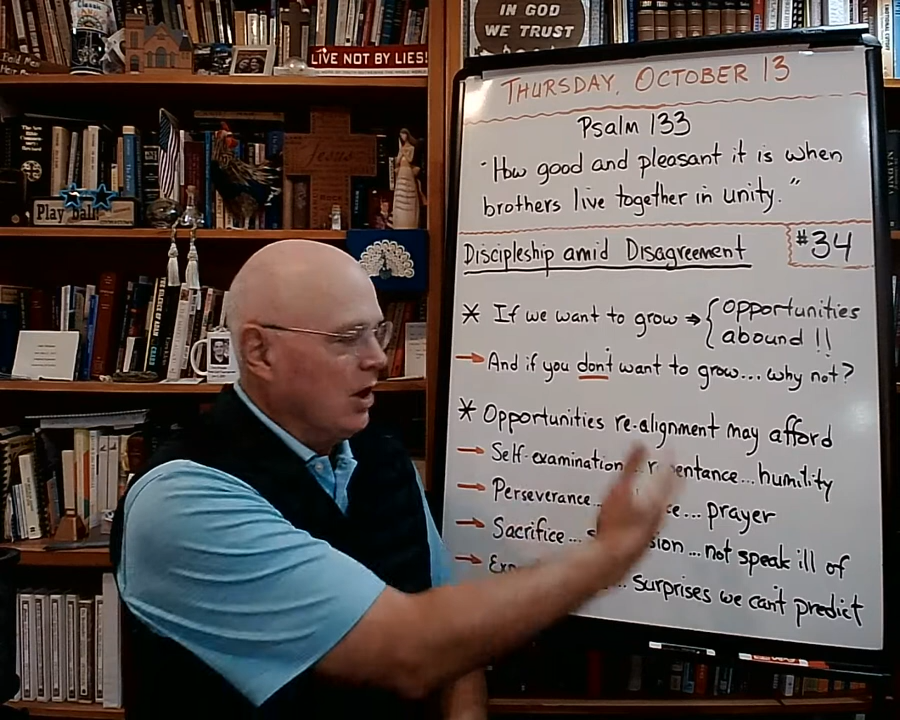 IN GOD
WE TRUST
LIVE NOT BY LIES!
Jesus
Play ball
THURSDAY, OCTOBER 13
Psalm 133
"How good and pleasant it is when
brothers live together in unity."
Discipleship amid Disagreement
#34
* If we want to grow → { opportunities
abound !!
→ And if you don't want to grow... why not?
* Opportunities re-alignment may afford
→ Self-examination... humility
→ Perseverance... prayer
→ Sacrifice... not speak ill of
→ ... surprises we can't predict